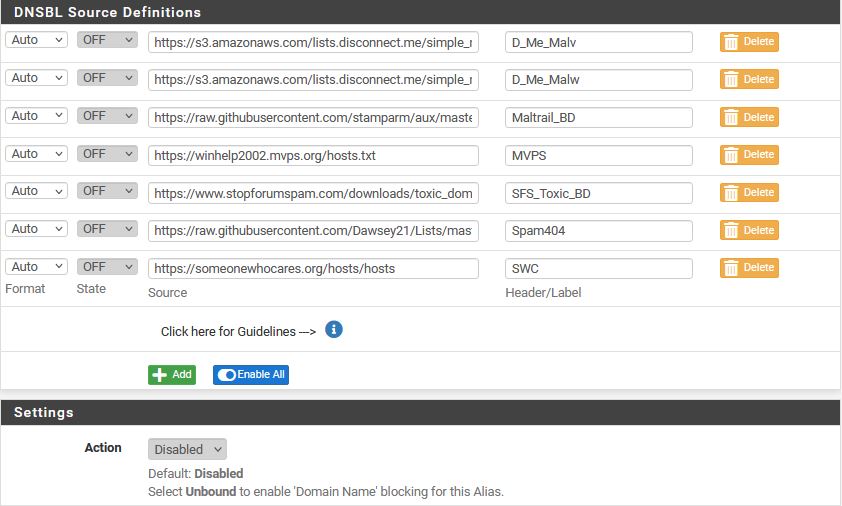 DNSBL Source Definitions
Auto OFF https://s3.amazonaws.com/lists.disconnect.me/simple_r D_Me_Malv Delete
Auto OFF https://s3.amazonaws.com/lists.disconnect.me/simple_r D_Me_Malw Delete
Auto OFF https://raw.githubusercontent.com/stamparm/aux/maste Maltrail_BD Delete
Auto OFF https://winhelp2002.mvps.org/hosts.txt MVPS Delete
Auto OFF https://www.stopforumspam.com/downloads/toxic_dom SFS_Toxic_BD Delete
Auto OFF https://raw.githubusercontent.com/Dawsey21/Lists/mas Spam404 Delete
Auto OFF https://someonewhocares.org/hosts/hosts SWC Delete
Format State Source Header/Label
Click here for Guidelines --->
Add Enable All
Settings
Action Disabled
Default: Disabled
Select Unbound to enable 'Domain Name' blocking for this Alias.